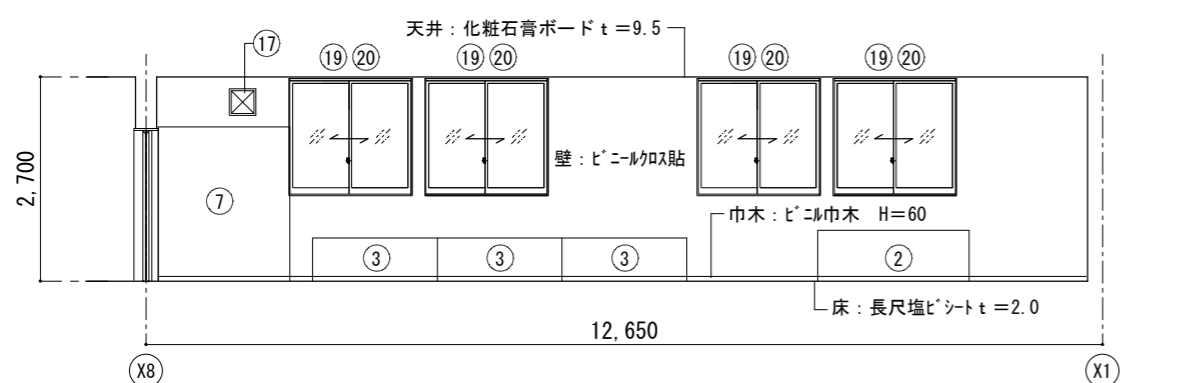 天井：化粧石膏ボードｔ＝9.5
⑰
⑲⑳
⑲⑳
⑲⑳
⑲⑳
2,700
壁：ﾋﾞﾆｰﾙｸﾛｽ貼
⑦
巾木：ﾋﾞﾆﾙ巾木　H＝60
③
③
③
②
床：長尺塩ﾋﾞｼｰﾄｔ＝2.0
12,650
X8
X1